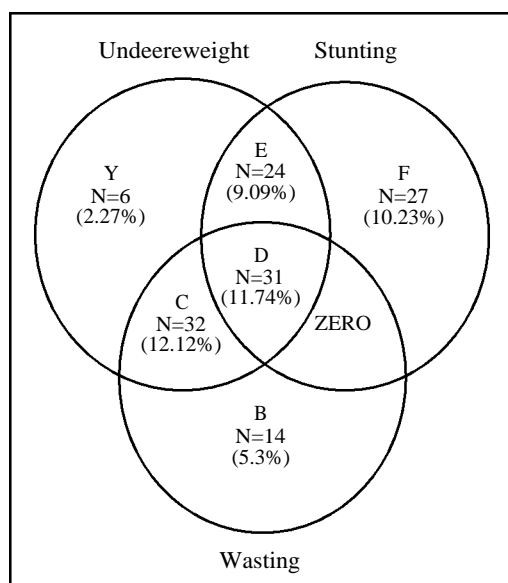 Undeereweight
Stunting
E
N=24
(9.09%)
Y
N=6
(2.27%)
F
N=27
(10.23%)
D
N=31
(11.74%)
C
N=32
(12.12%)
ZERO
B
N=14
(5.3%)
Wasting